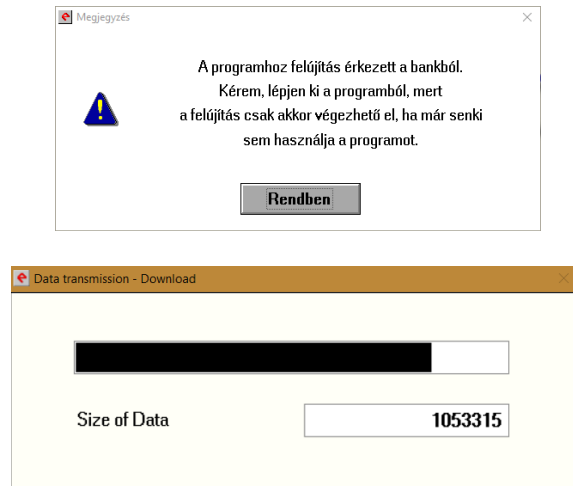 Megjegyzés
A programhoz felújítás érkezett a bankból.
Kérem, lépjen ki a programból, mert
a felújítás csak akkor végezhető el, ha már senki
sem használja a programot.
Rendben
Data transmission - Download
Size of Data
1053315